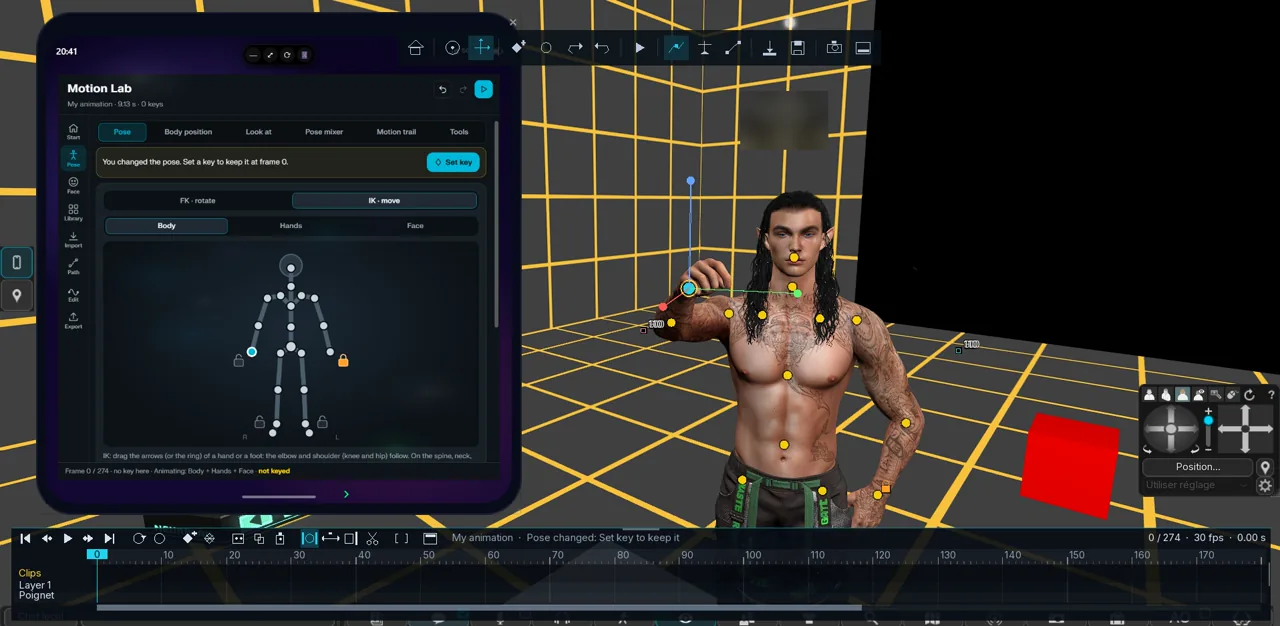 20:41
Motion Lab
My animation · 9.13 s · 0 keys
Start
Pose
Face
Library
Import
Path
Edit
Export
Pose
Body position
Look at
Pose mixer
Motion trail
Tools
You changed the pose. Set a key to keep it at frame 0.
Set key
FK · rotate
IK · move
Body
Hands
Face
R
L
IK: drag the arrows (or the ring) of a hand or a foot: the elbow and shoulder (knee and hip) follow. On the spine, neck,
Frame 0 / 274 · no key here · Animating: Body + Hands + Face · not keyed
GATE
Position...
Utiliser réglage
?
My animation · Pose changed: Set key to keep it
0 / 274 · 30 fps · 0.00 s
0 10 20 30 40 50 60 70 80 90 100 110 120 130 140 150 160 170
Clips
Layer 1
Poignet